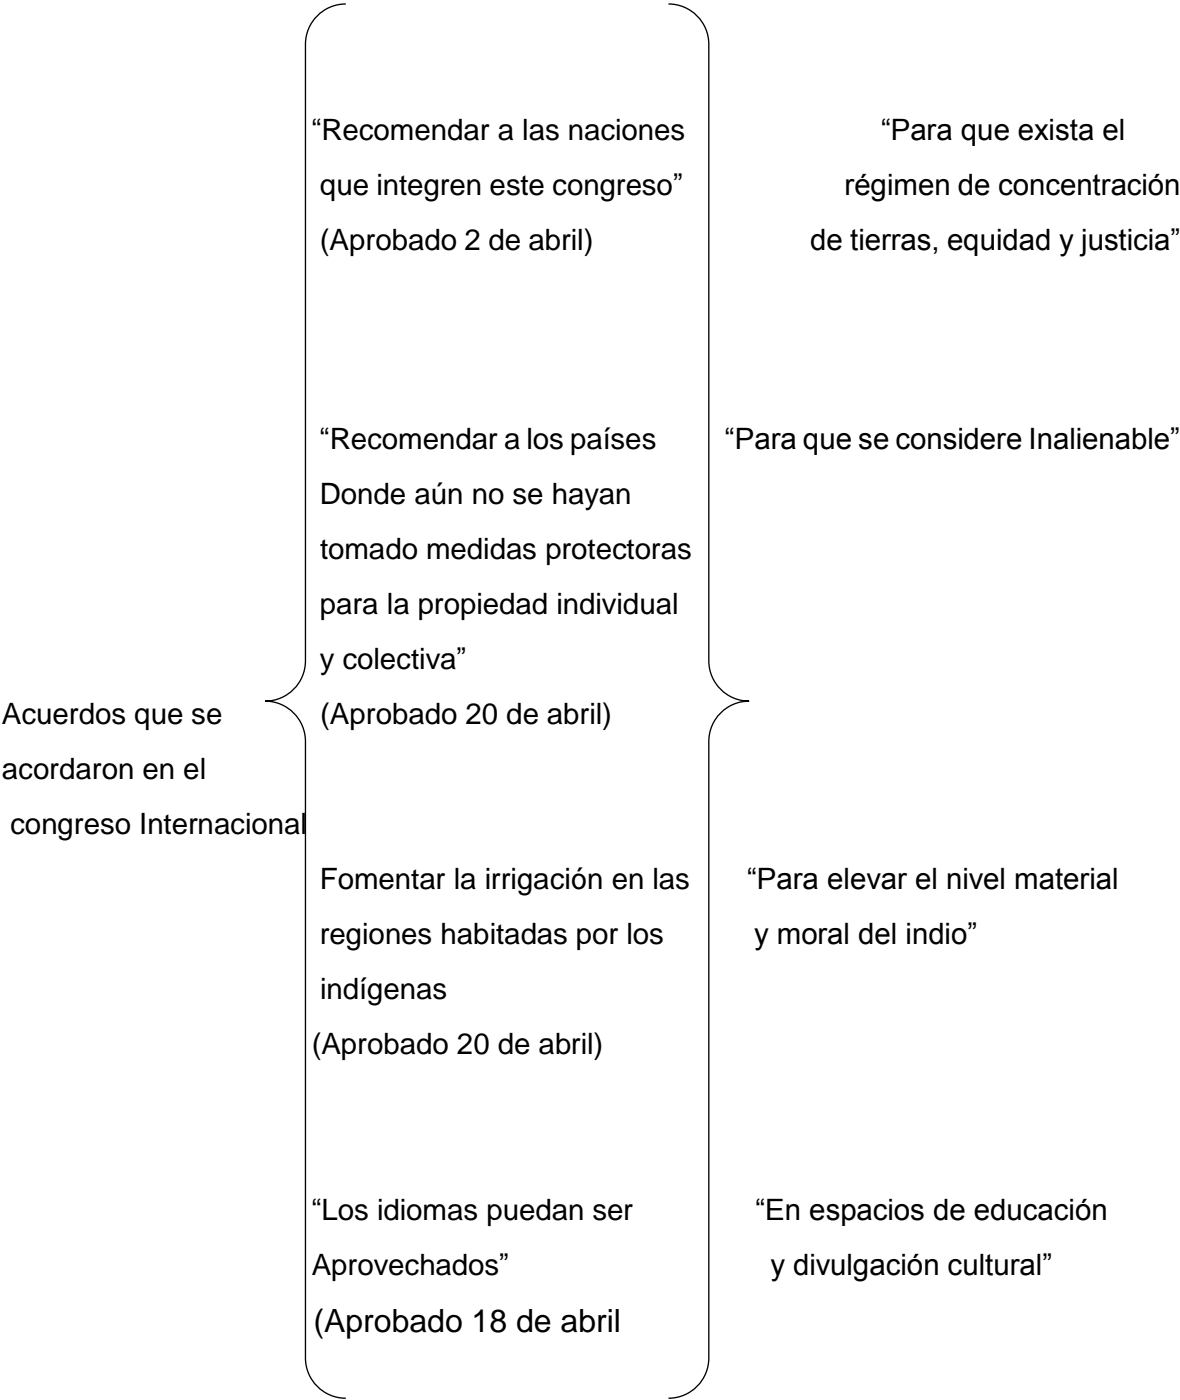 “Recomendar a las naciones
que integren este congreso”
(Aprobado 2 de abril)
“Para que exista el
régimen de concentración
de tierras, equidad y justicia”
“Recomendar a los países
Donde aún no se hayan
tomado medidas protectoras
para la propiedad individual
y colectiva”
(Aprobado 20 de abril)
“Para que se considere Inalienable”
Acuerdos que se
acordaron en el
congreso Internacional
Fomentar la irrigación en las
regiones habitadas por los
indígenas
(Aprobado 20 de abril)
“Para elevar el nivel material
y moral del indio”
“Los idiomas puedan ser
Aprovechados”
(Aprobado 18 de abril
“En espacios de educación
y divulgación cultural”